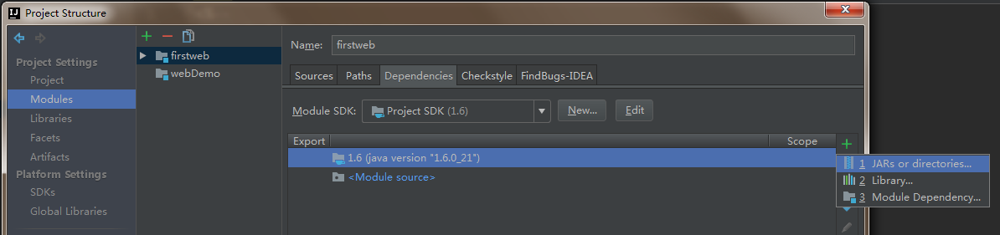 IJ Project Structure
Project Settings
Project
Modules
Libraries
Facets
Artifacts
Platform Settings
SDKs
Global Libraries
firstweb
webDemo
Name: firstweb
Sources Paths Dependencies Checkstyle FindBugs-IDEA
Module SDK: Project SDK (1.6) New... Edit
Export Scope
1.6 (java version "1.6.0_21")
<Module source>
1 JARs or directories...
2 Library...
3 Module Dependency...